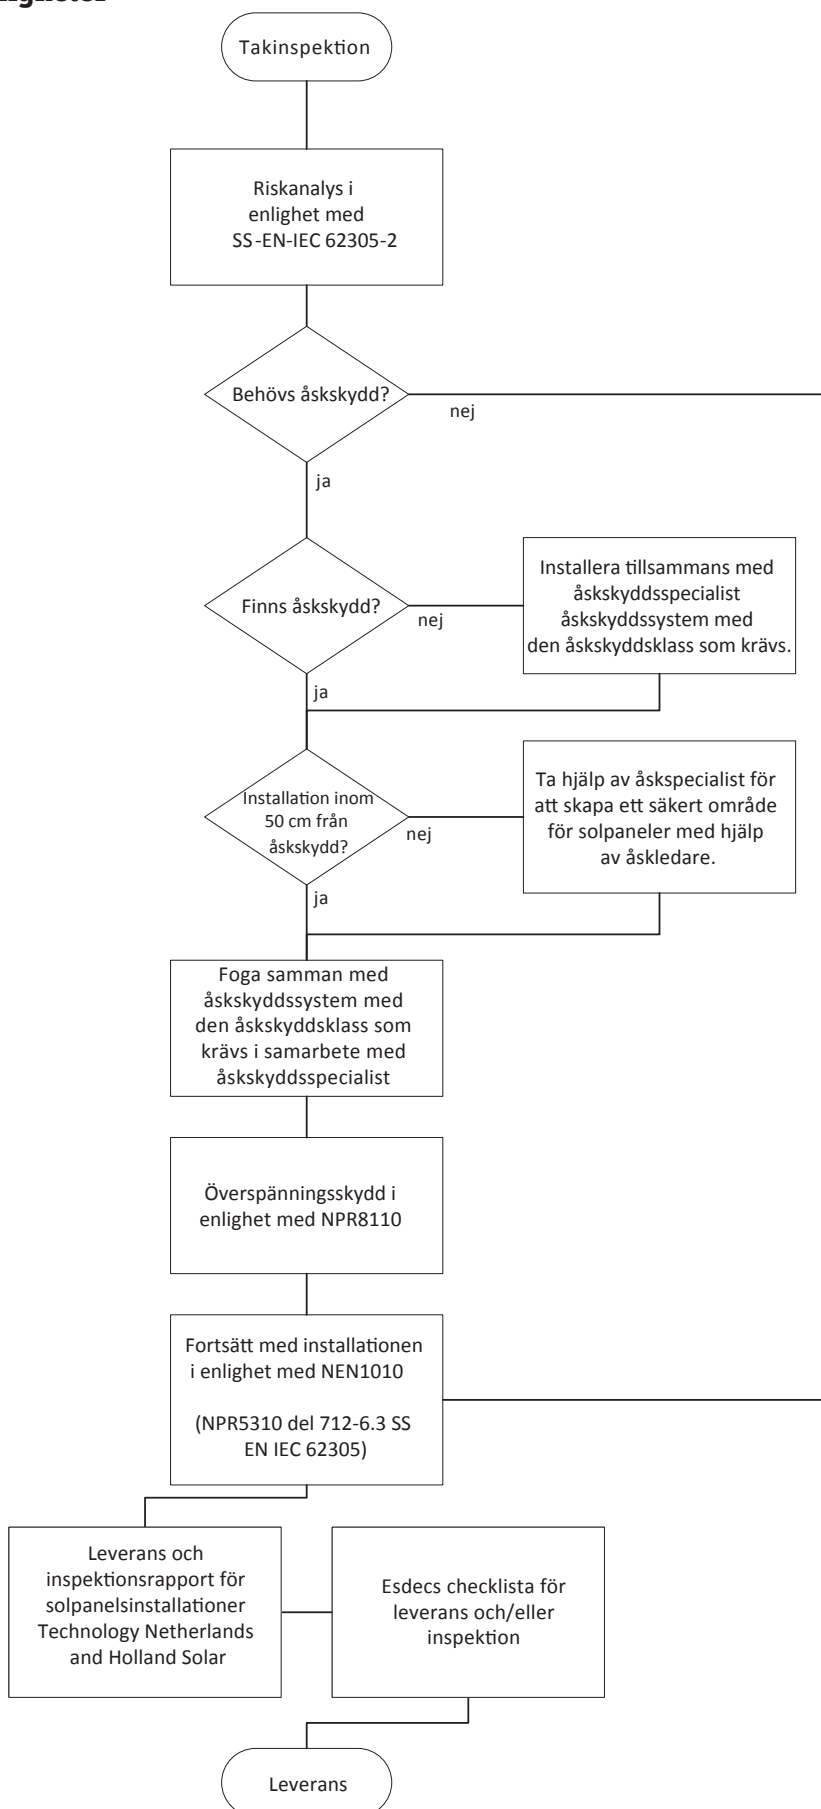 Takinspektion
Riskanalys i
enlighet med
SS-EN-IEC 62305-2
Behövs åskskydd?
nej
ja
Finns åskskydd?
nej
Installera tillsammans med
åskskyddsspecialist
åskskyddssystem med
den åskskyddsklass som krävs.
ja
Installation inom
50 cm från
åskskydd?
nej
Ta hjälp av åskspecialist för
att skapa ett säkert område
för solpaneler med hjälp
av åskledare.
ja
Foga samman med
åskskyddssystem med
den åskskyddsklass som
krävs i samarbete med
åskskyddsspecialist
Överspänningsskydd i
enlighet med NPR8110
Fortsätt med installationen
i enlighet med NEN1010
(NPR5310 del 712-6.3 SS
EN IEC 62305)
Leverans och
inspektionsrapport för
solpanelsinstallationer
Technology Netherlands
and Holland Solar
Esdecs checklista för
leverans och/eller
inspektion
Leverans